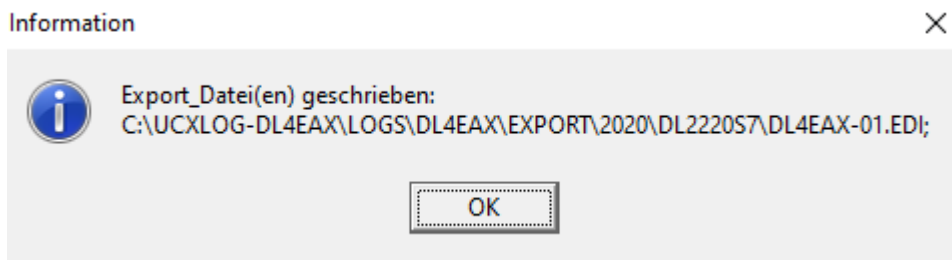 Information
Export_Datei(en) geschrieben:
C:\UCXLOG-DL4EAX\LOGS\DL4EAX\EXPORT\2020\DL2220S7\DL4EAX-01.EDI;
OK